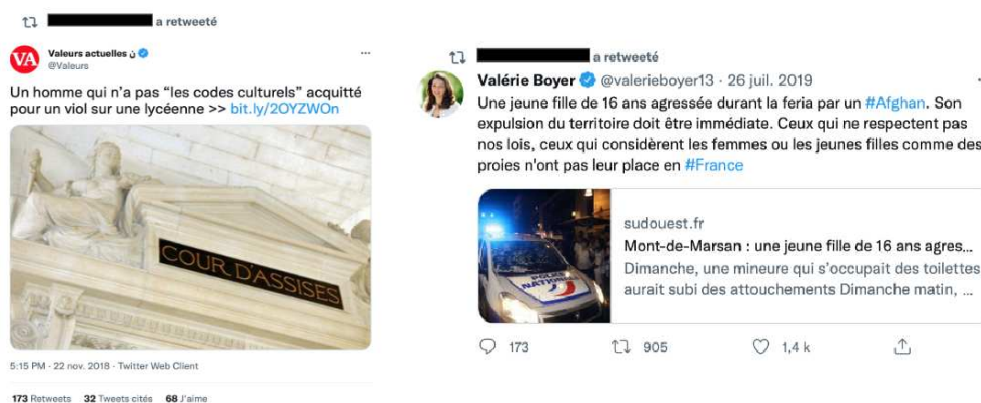 a retweeté
VA
Valeurs actuelles ن
@Valeurs
Un homme qui n’a pas “les codes culturels” acquitté
pour un viol sur une lycéenne >> bit.ly/2OYZWOn
COUR D'ASSISES
5:15 PM · 22 nov. 2018 · Twitter Web Client
173 Retweets 32 Tweets cités 68 J’aime
a retweeté
Valérie Boyer @valerieboyer13 · 26 juil. 2019
Une jeune fille de 16 ans agressée durant la feria par un #Afghan. Son
expulsion du territoire doit être immédiate. Ceux qui ne respectent pas
nos lois, ceux qui considèrent les femmes ou les jeunes filles comme des
proies n'ont pas leur place en #France
POLICE
NATIONALE
sudouest.fr
Mont-de-Marsan : une jeune fille de 16 ans agres...
Dimanche, une mineure qui s’occupait des toilettes
aurait subi des attouchements Dimanche matin, ...
173 905 1,4 k